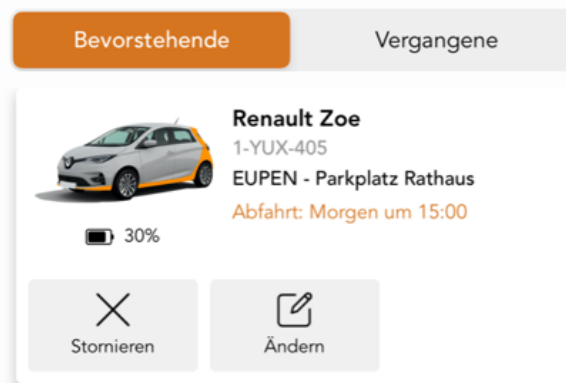 Bevorstehende
Vergangene
Renault Zoe
1-YUX-405
EUPEN - Parkplatz Rathaus
Abfahrt: Morgen um 15:00
30%
Stornieren
Ändern